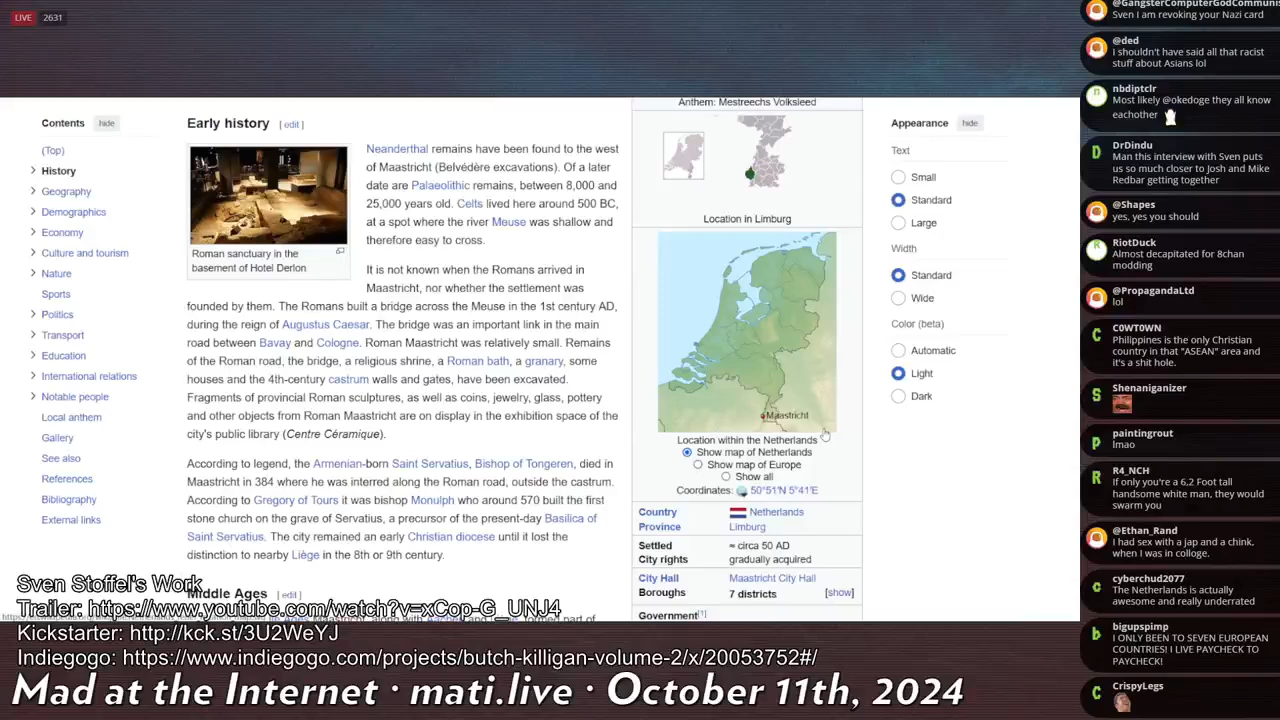 LIVE 2631
Contents hide
(Top)
History
Geography
Demographics
Economy
Culture and tourism
Nature
Sports
Politics
Transport
Education
International relations
Notable people
Local anthem
Gallery
See also
References
Bibliography
External links
Early history [ edit ]
Roman sanctuary in the
basement of Hotel Derlon
Neanderthal remains have been found to the west
of Maastricht (Belvédère excavations). Of a later
date are Palaeolithic remains, between 8,000 and
25,000 years old. Celts lived here around 500 BC,
at a spot where the river Meuse was shallow and
therefore easy to cross.
It is not known when the Romans arrived in
Maastricht, nor whether the settlement was
founded by them. The Romans built a bridge across the Meuse in the 1st century AD,
during the reign of Augustus Caesar. The bridge was an important link in the main
road between Bavay and Cologne. Roman Maastricht was relatively small. Remains
of the Roman road, the bridge, a religious shrine, a Roman bath, a granary, some
houses and the 4th-century castrum walls and gates, have been excavated.
Fragments of provincial Roman sculptures, as well as coins, jewelry, glass, pottery
and other objects from Roman Maastricht are on display in the exhibition space of the
city's public library (Centre Céramique).
According to legend, the Armenian-born Saint Servatius, Bishop of Tongeren, died in
Maastricht in 384 where he was interred along the Roman road, outside the castrum.
According to Gregory of Tours it was bishop Monulph who around 570 built the first
stone church on the grave of Servatius, a precursor of the present-day Basilica of
Saint Servatius. The city remained an early Christian diocese until it lost the
distinction to nearby Liège in the 8th or 9th century.
Middle Ages [ edit ]
Anthem: Mestreechs Volksleed
Location in Limburg
Maastricht
Location within the Netherlands
Show map of Netherlands
Show map of Europe
Show all
Coordinates: 50°51′N 5°41′E
Country Netherlands
Province Limburg
Settled ≈ circa 50 AD
City rights gradually acquired
City Hall Maastricht City Hall
Boroughs 7 districts [show]
Government[1]
Appearance hide
Text
Small
Standard
Large
Width
Standard
Wide
Color (beta)
Automatic
Light
Dark
Sven Stoffel's Work
Trailer: https://www.youtube.com/watch?v=xCop-G_UNJ4
Kickstarter: http://kck.st/3U2WeYJ
Indiegogo: https://www.indiegogo.com/projects/butch-killigan-volume-2/x/20053752#/
Mad at the Internet · mati.live · October 11th, 2024
@GangsterComputerGodCommunis
Sven I am revoking your Nazi card
@ded
I shouldn't have said all that racist
stuff about Asians lol
nbdiptclr
Most likely @okedoge they all know
eachother
DrDindu
Man this interview with Sven puts
us so much closer to Josh and Mike
Redbar getting together
@Shapes
yes, yes you should
RiotDuck
Almost decapitated for 8chan
modding
@PropagandaLtd
lol
C0WT0WN
Philippines is the only Christian
country in that "ASEAN" area and
it's a shit hole.
Shenaniganizer
paintingrout
lmao
R4_NCH
If only you're a 6,2 Foot tall
handsome white man, they would
swarm you
@Ethan_Rand
I had sex with a jap and a chink.
when I was in colloge.
cyberchud2077
The Netherlands is actually
awesome and really underrated
bigupspimp
I ONLY BEEN TO SEVEN EUROPEAN
COUNTRIES! I LIVE PAYCHECK TO
PAYCHECK!
CrispyLegs